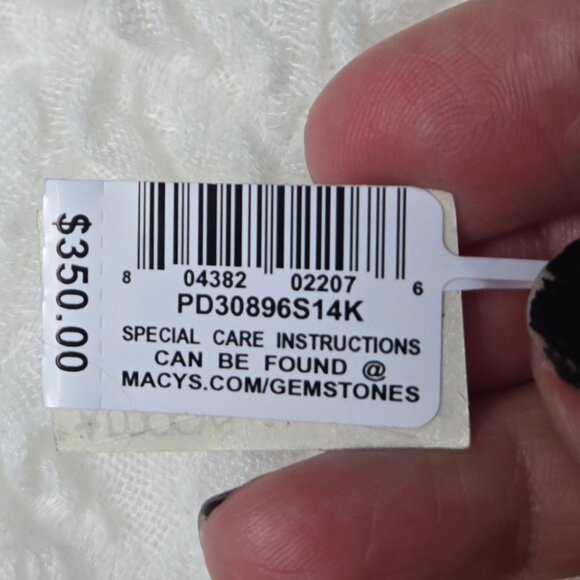 $350.00
8 04382 02207 6
PD30896S14K
SPECIAL CARE INSTRUCTIONS
CAN BE FOUND @
MACYS.COM/GEMSTONES